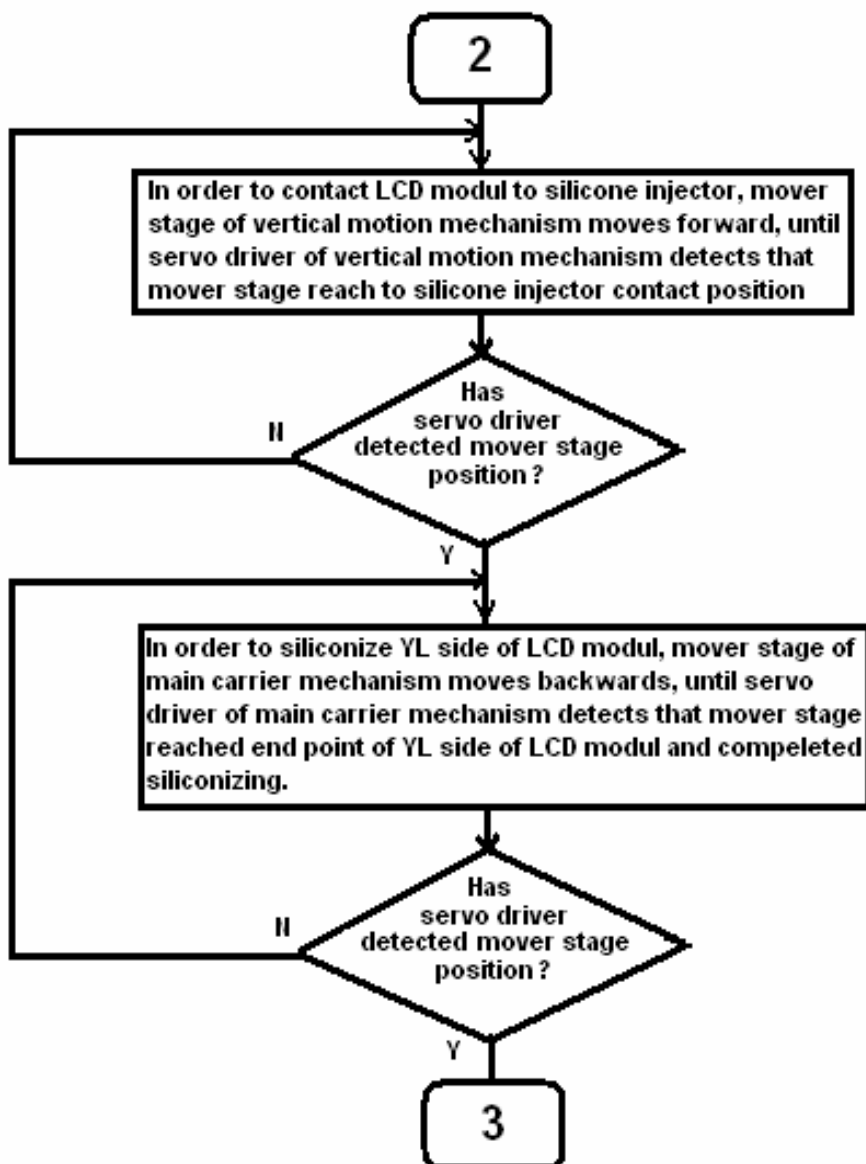 2
In order to contact LCD modul to silicone injector, mover
stage of vertical motion mechanism moves forward, until
servo driver of vertical motion mechanism detects that
mover stage reach to silicone injector contact position
Has
servo driver
detected mover stage
position ?
N
Y
In order to siliconize YL side of LCD modul, mover stage of
main carrier mechanism moves backwards, until servo
driver of main carrier mechanism detects that mover stage
reached end point of YL side of LCD modul and compeleted
siliconizing.
Has
servo driver
detected mover stage
position ?
N
Y
3